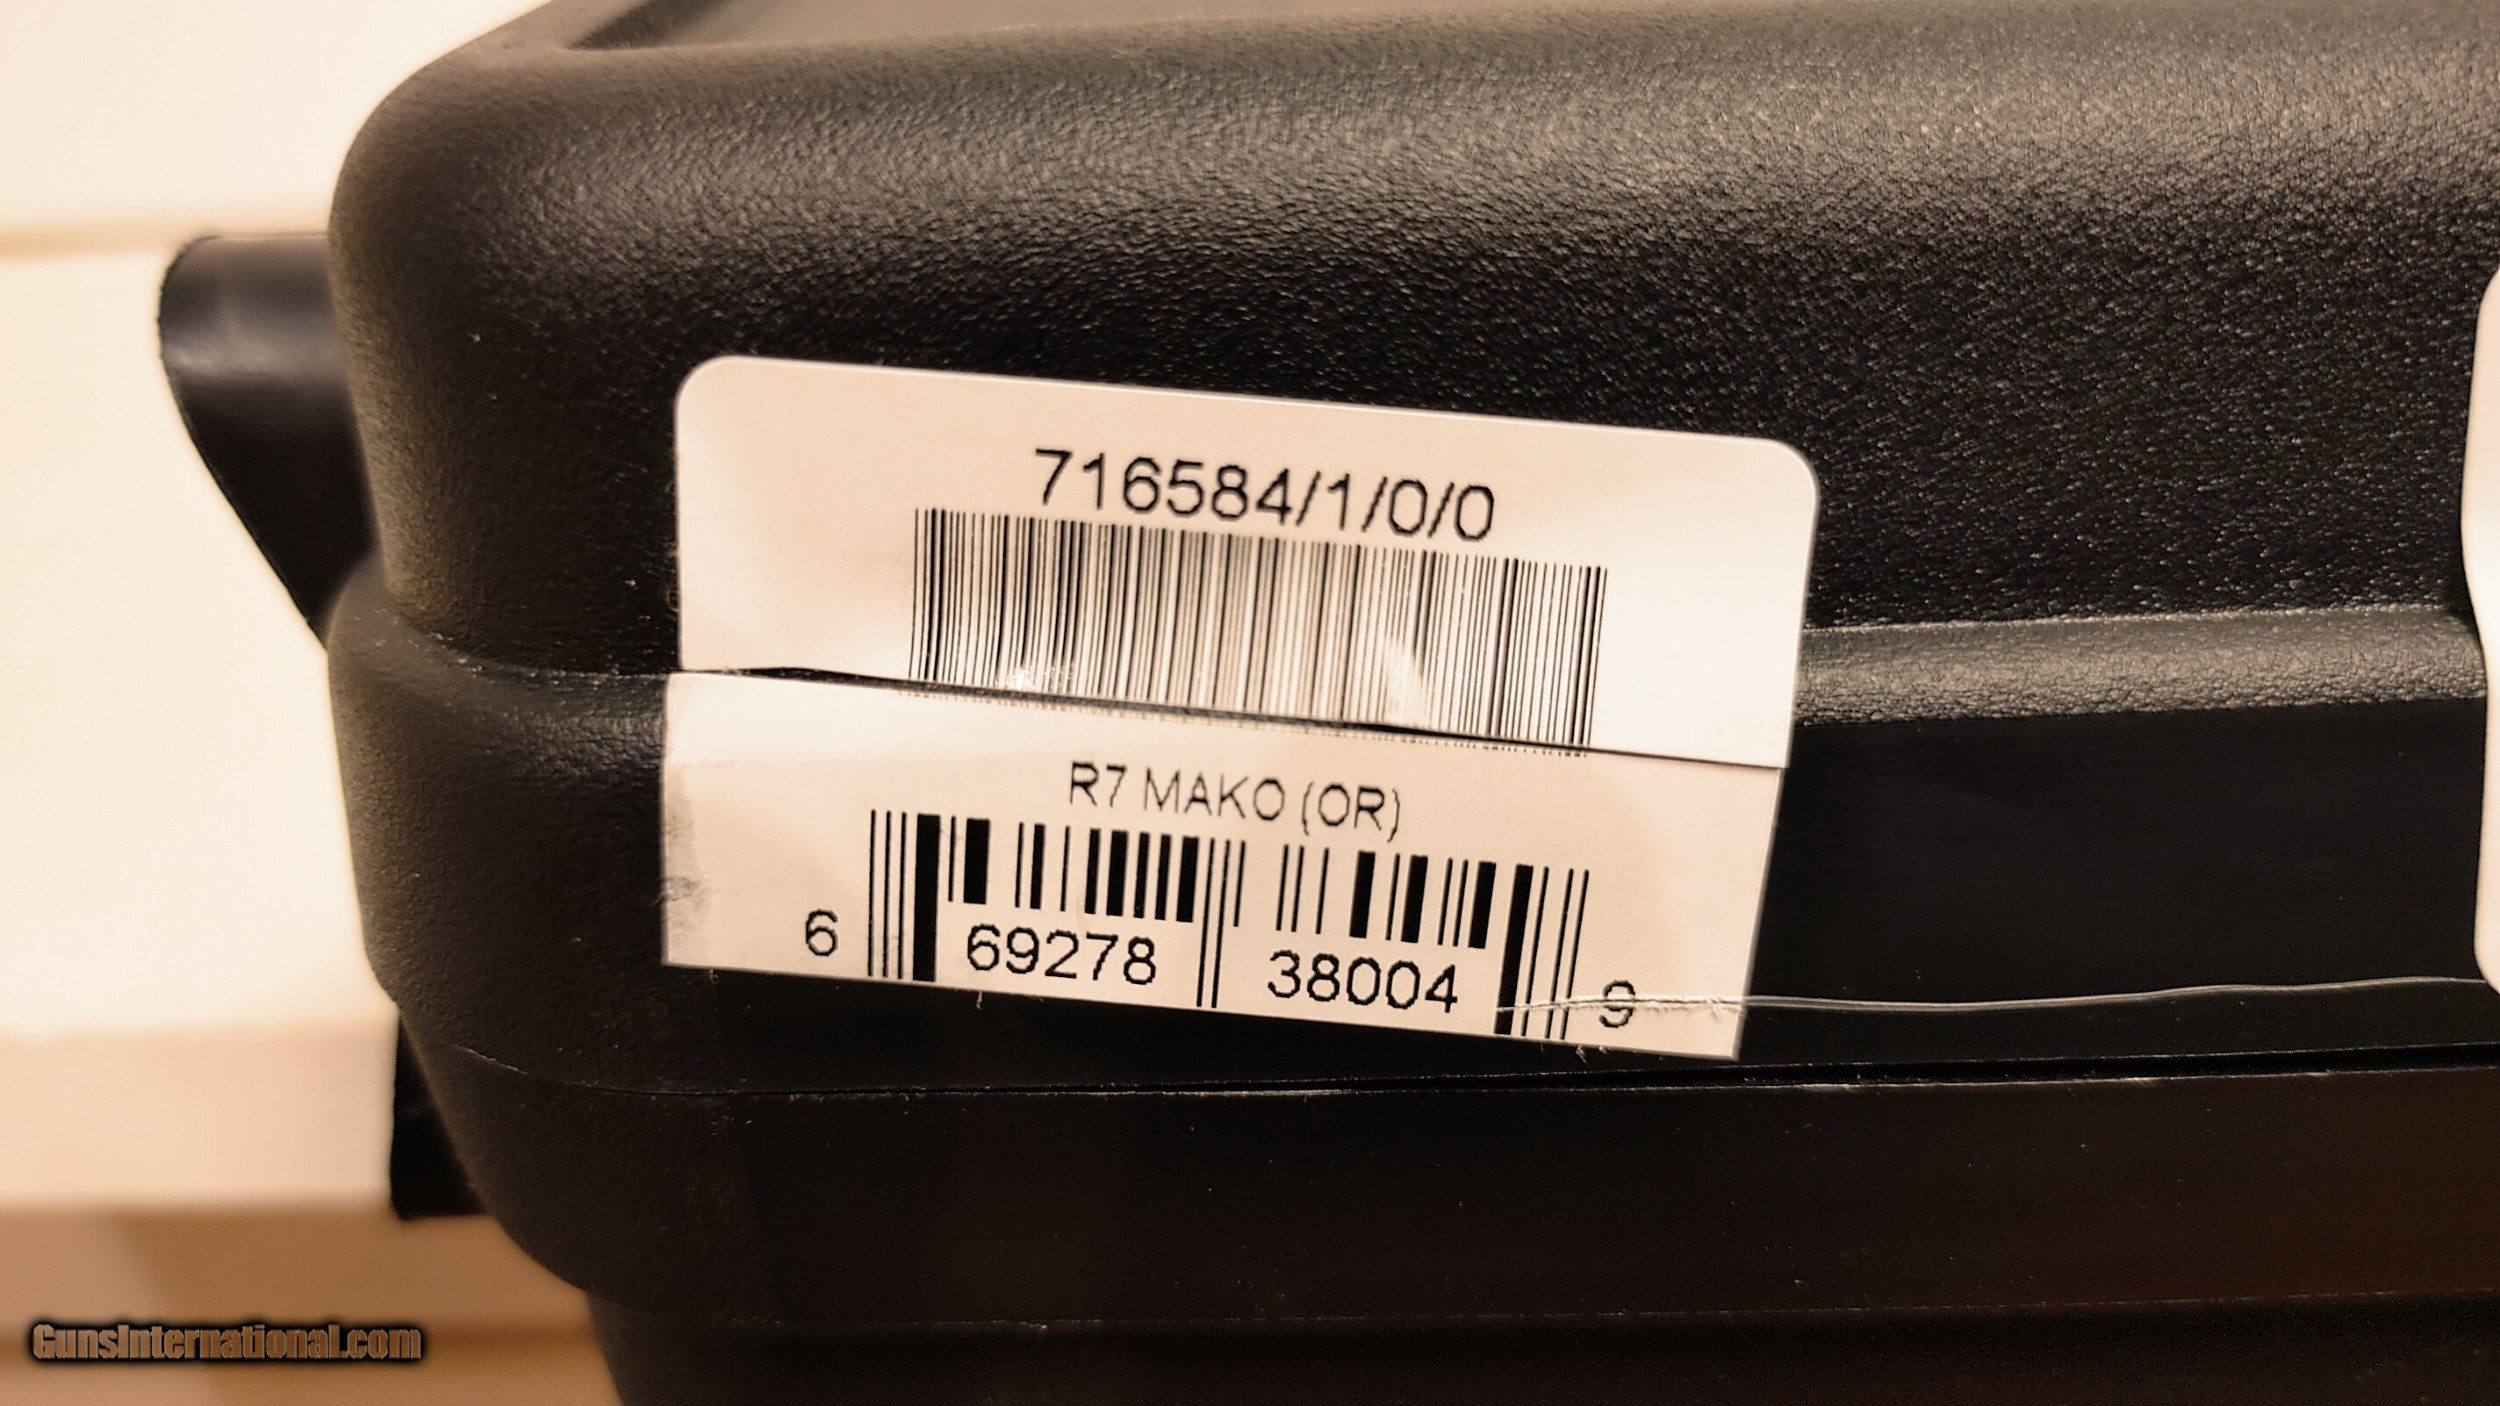 716584/1/0/0
R7 MAKO (OR)
6 69278 38004 9
GunsInternational.com